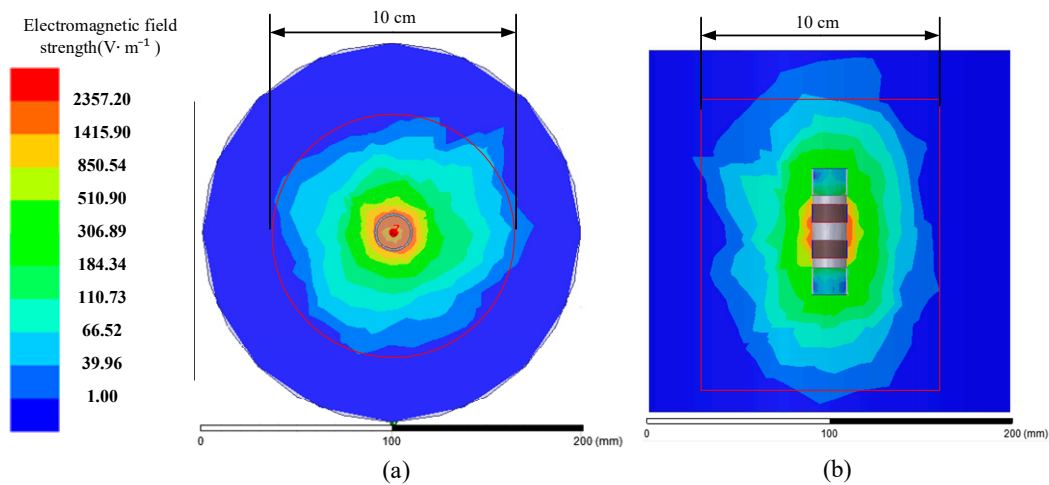 Electromagnetic field
strength(V· m⁻¹ )
2357.20
1415.90
850.54
510.90
306.89
184.34
110.73
66.52
39.96
1.00
10 cm
0
100
200 (mm)
(a)
10 cm
0
100
200 (mm)
(b)